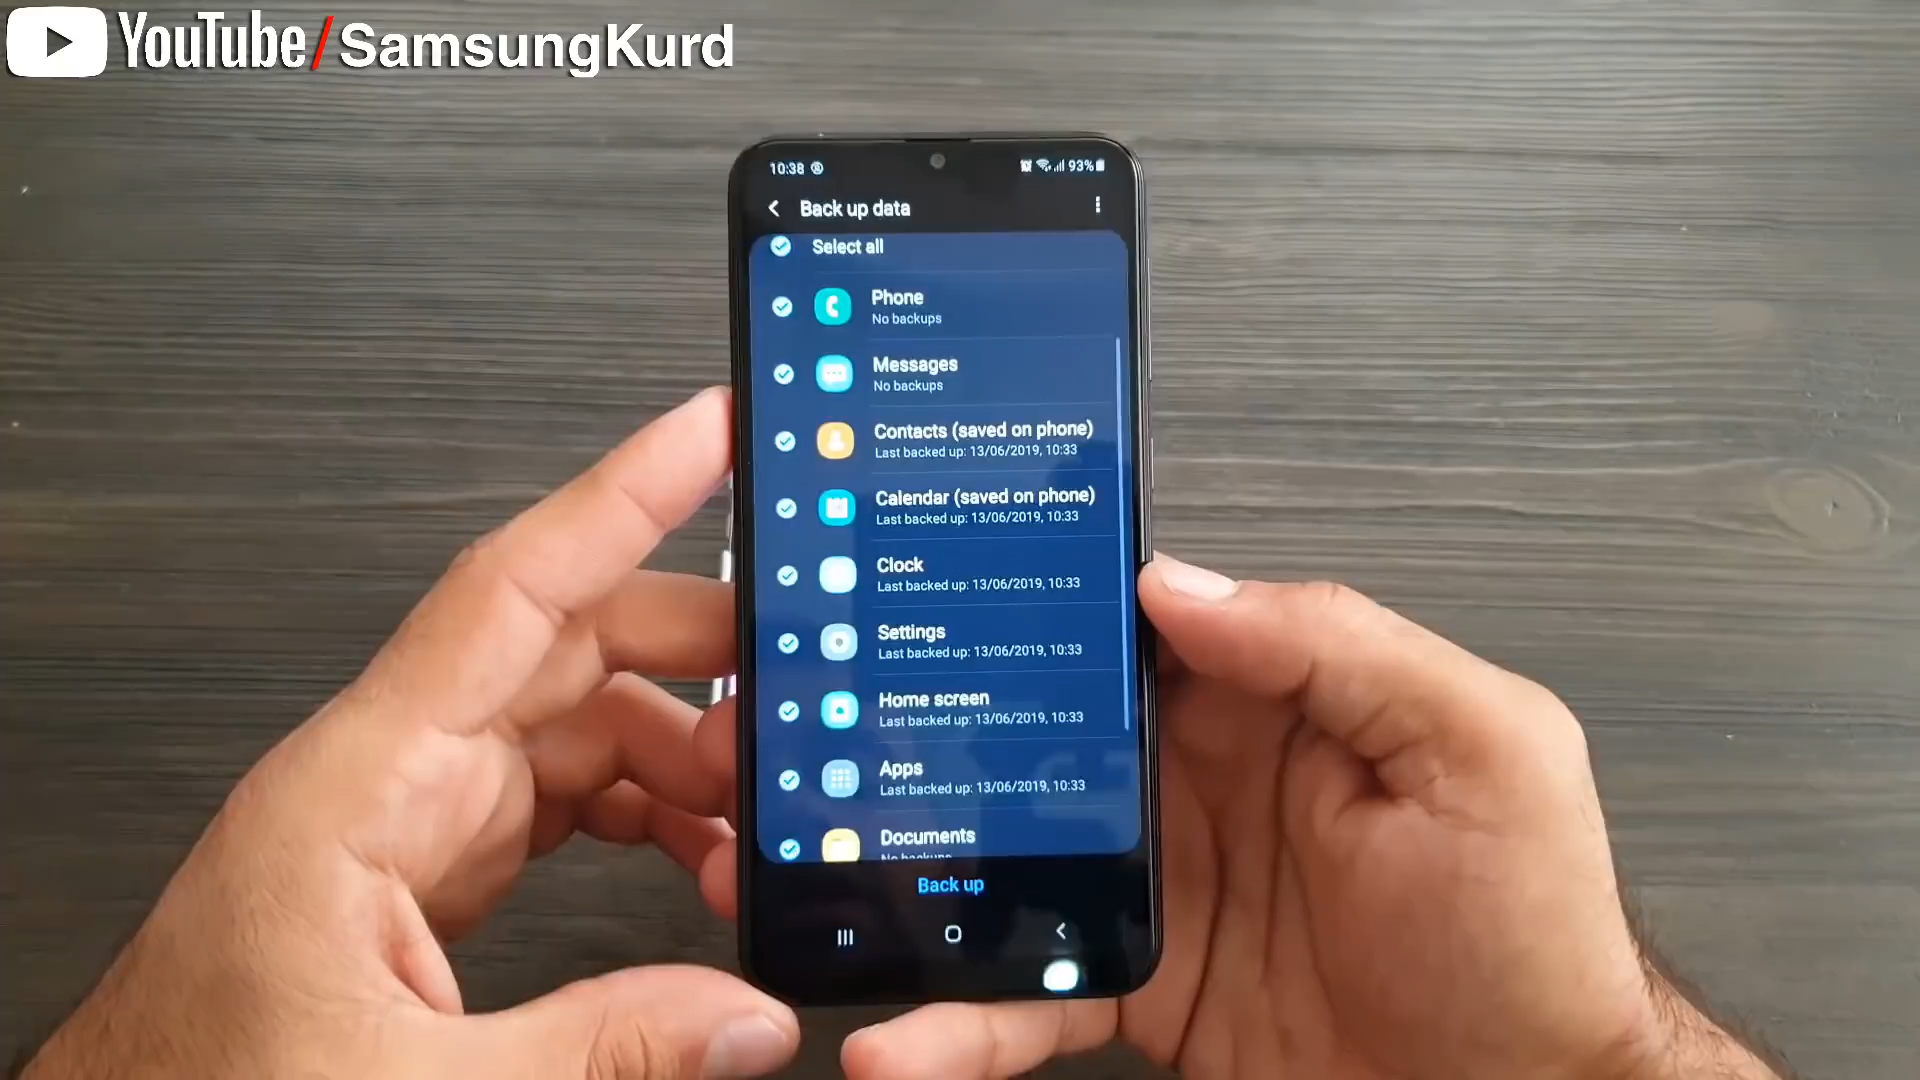 YouTube/SamsungKurd
10:38 93%
Back up data
Select all
Phone
No backups
Messages
No backups
Contacts (saved on phone)
Last backed up: 13/06/2019, 10:33
Calendar (saved on phone)
Last backed up: 13/06/2019, 10:33
Clock
Last backed up: 13/06/2019, 10:33
Settings
Last backed up: 13/06/2019, 10:33
Home screen
Last backed up: 13/06/2019, 10:33
Apps
Last backed up: 13/06/2019, 10:33
Documents
No backups
Back up